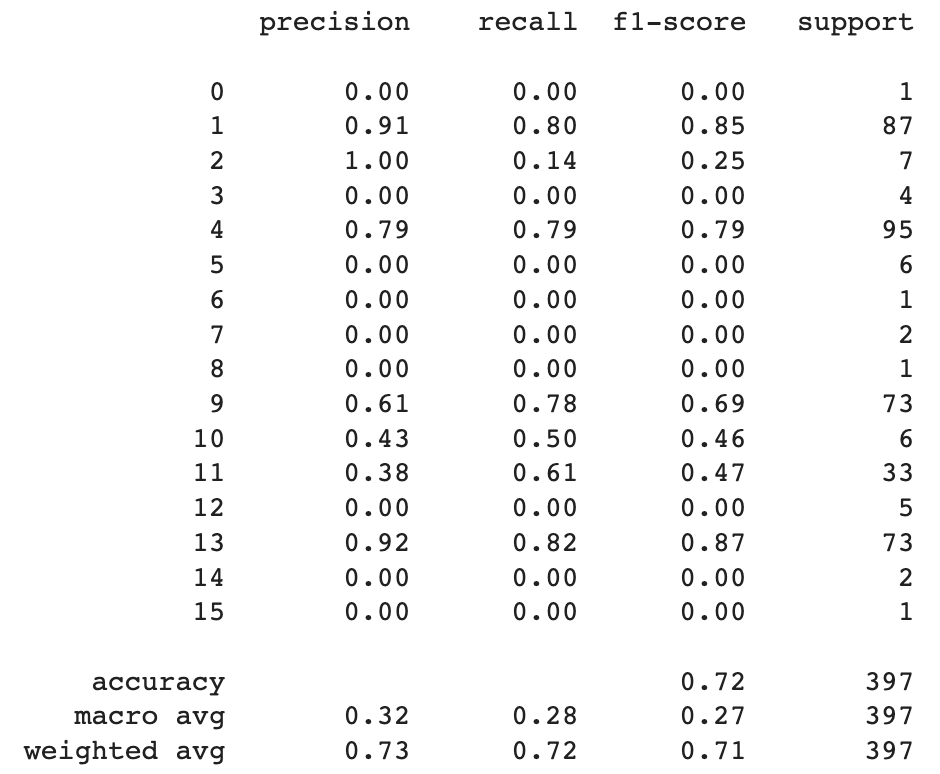 precision recall f1-score support
0 0.00 0.00 0.00 1
1 0.91 0.80 0.85 87
2 1.00 0.14 0.25 7
3 0.00 0.00 0.00 4
4 0.79 0.79 0.79 95
5 0.00 0.00 0.00 6
6 0.00 0.00 0.00 1
7 0.00 0.00 0.00 2
8 0.00 0.00 0.00 1
9 0.61 0.78 0.69 73
10 0.43 0.50 0.46 6
11 0.38 0.61 0.47 33
12 0.00 0.00 0.00 5
13 0.92 0.82 0.87 73
14 0.00 0.00 0.00 2
15 0.00 0.00 0.00 1
accuracy 0.72 397
macro avg 0.32 0.28 0.27 397
weighted avg 0.73 0.72 0.71 397